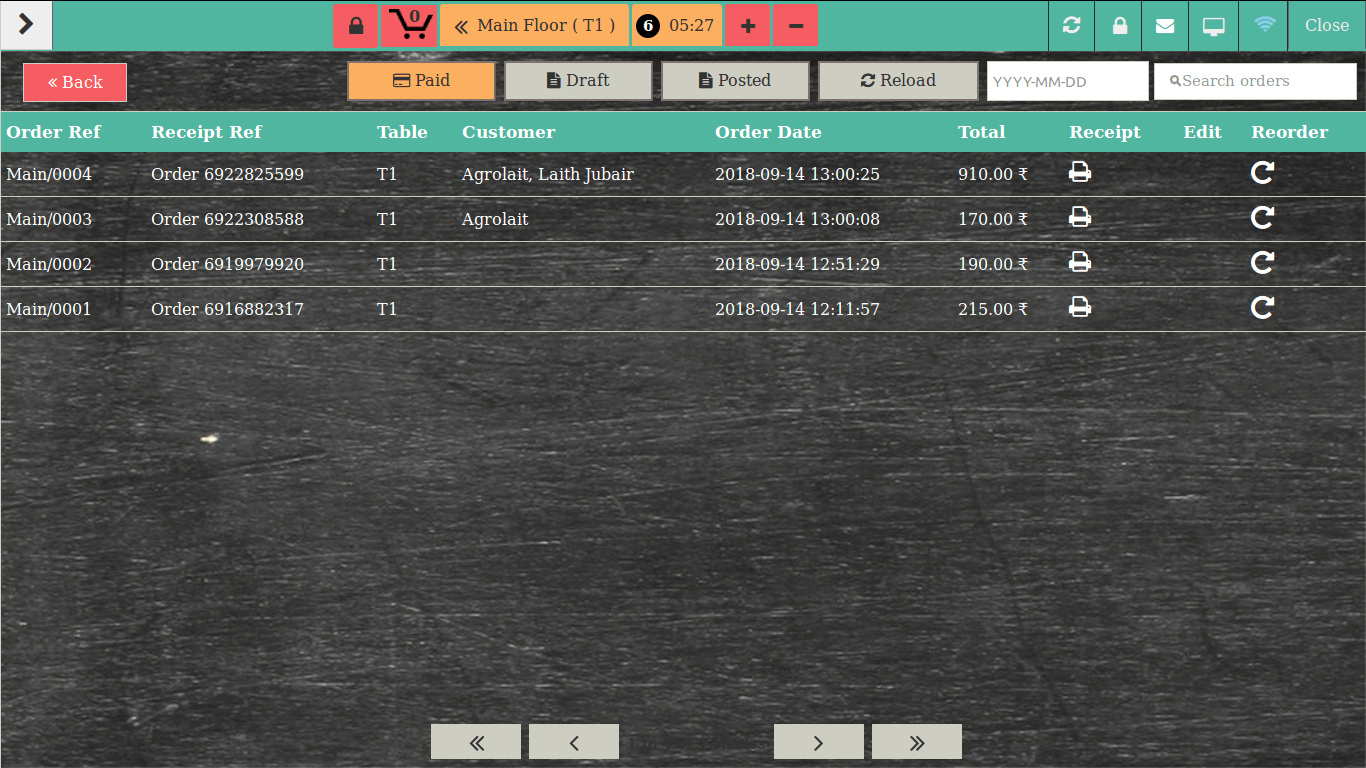 0
Main Floor ( T1 ) 6 05:27 Close
Back Paid Draft Posted Reload YYYY-MM-DD Search orders
Order Ref Receipt Ref Table Customer Order Date Total Receipt Edit Reorder
Main/0004 Order 6922825599 T1 Agrolait, Laith Jubair 2018-09-14 13:00:25 910.00 ₹
Main/0003 Order 6922308588 T1 Agrolait 2018-09-14 13:00:08 170.00 ₹
Main/0002 Order 6919979920 T1 2018-09-14 12:51:29 190.00 ₹
Main/0001 Order 6916882317 T1 2018-09-14 12:11:57 215.00 ₹